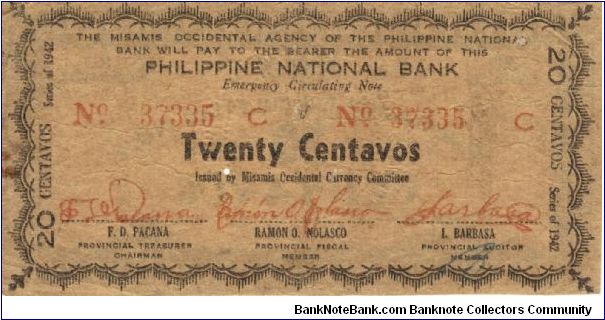 THE MISAMIS OCCIDENTAL AGENCY OF THE PHILIPPINE NATIONAL
BANK WILL PAY TO THE BEARER THE AMOUNT OF THIS
PHILIPPINE NATIONAL BANK
Emergency Circulating Note
No 37335 C No 37335 C
Twenty Centavos
Issued by Misamis Occidental Currency Committee
F. D. PACANA RAMON O. NOLASCO I. BARBASA
PROVINCIAL TREASURER PROVINCIAL FISCAL PROVINCIAL AUDITOR
CHAIRMAN MEMBER MEMBER
20 CENTAVOS Series of 1942
20 CENTAVOS Series of 1942
BankNoteBank.com Banknote Collectors Community